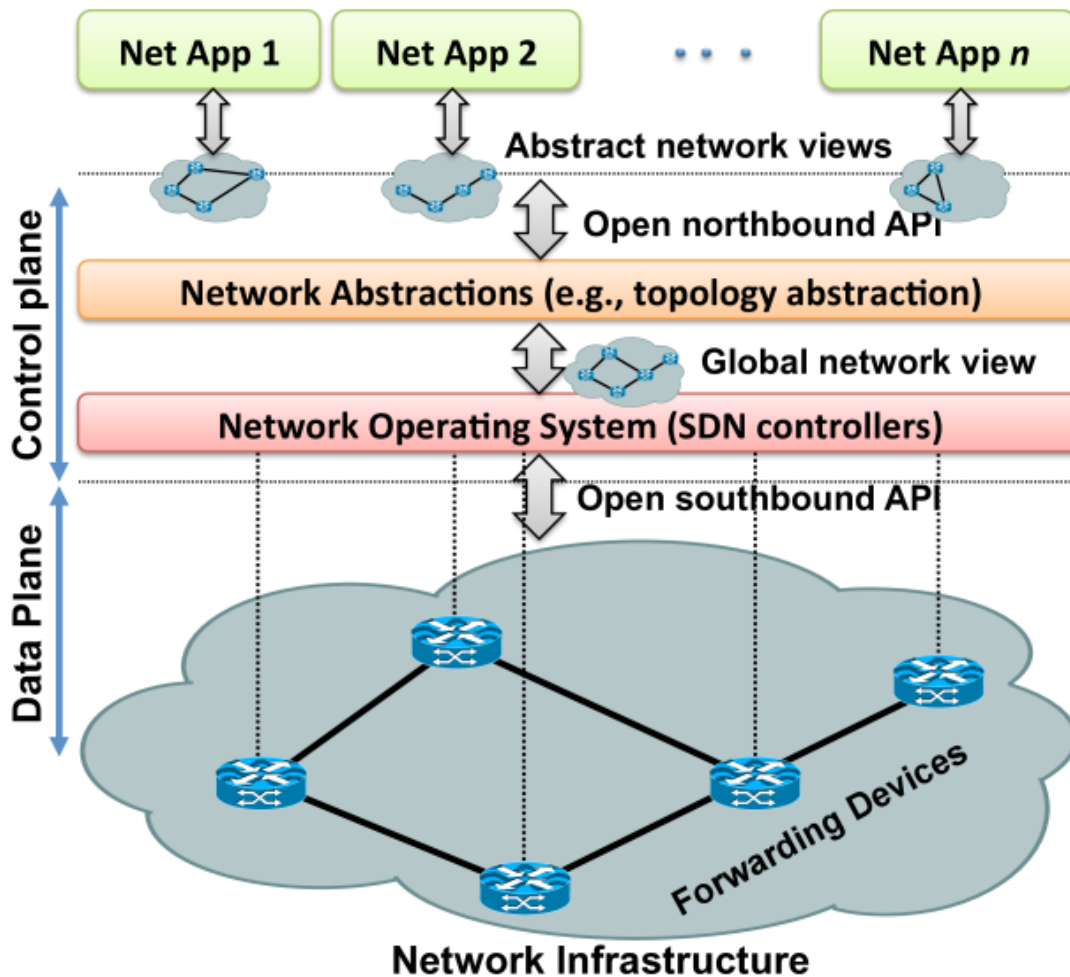 Net App 1
Net App 2
. . .
Net App n
Abstract network views
Open northbound API
Network Abstractions (e.g., topology abstraction)
Global network view
Network Operating System (SDN controllers)
Open southbound API
Control plane
Data Plane
Forwarding Devices
Network Infrastructure